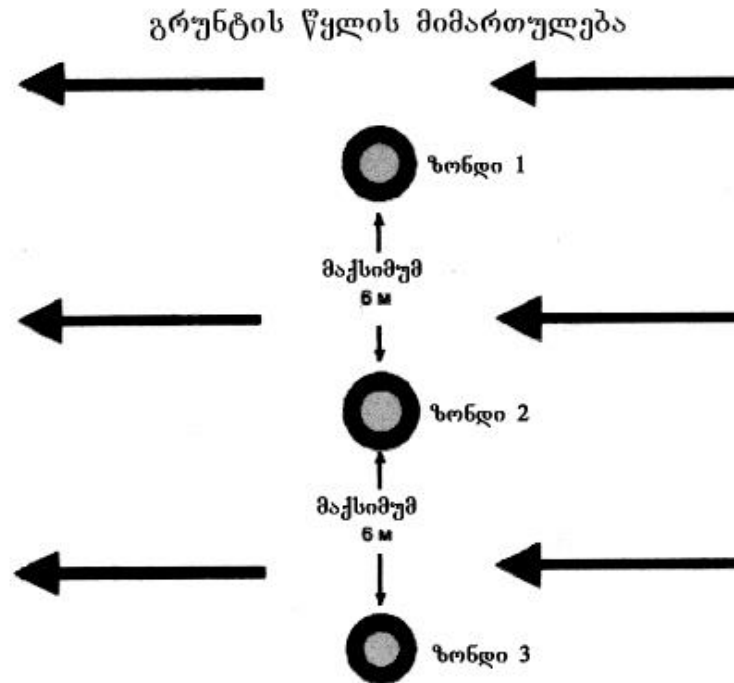 გრუნტის წყლის მიმართულება
ზონდი 1
მაქსიმუმ
6 м
ზონდი 2
მაქსიმუმ
6 м
ზონდი 3